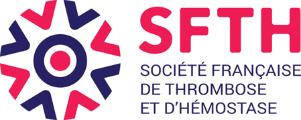 SFTH
SOCIÉTÉ FRANÇAISE
DE THROMBOSE
ET D'HÉMOSTASE